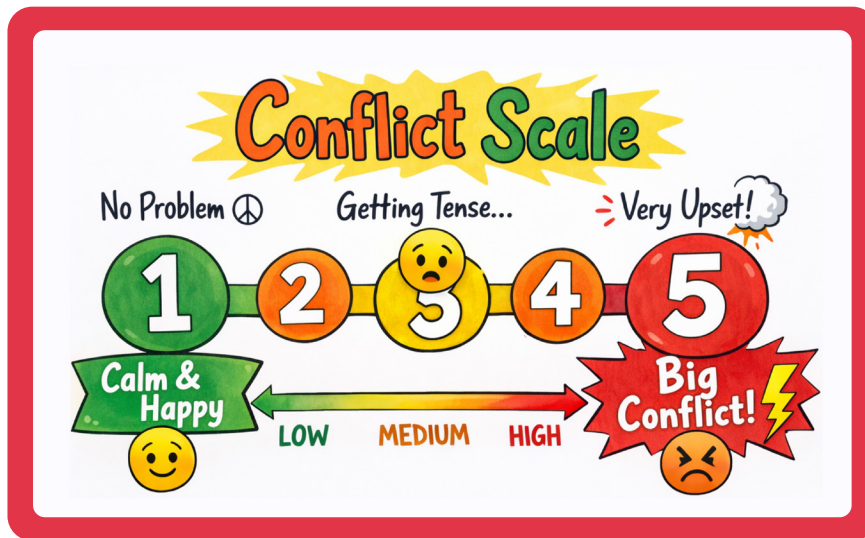 Conflict Scale
No Problem
Getting Tense...
Very Upset!
1 2 3 4 5
Calm &
Happy
LOW MEDIUM HIGH
Big
Conflict!